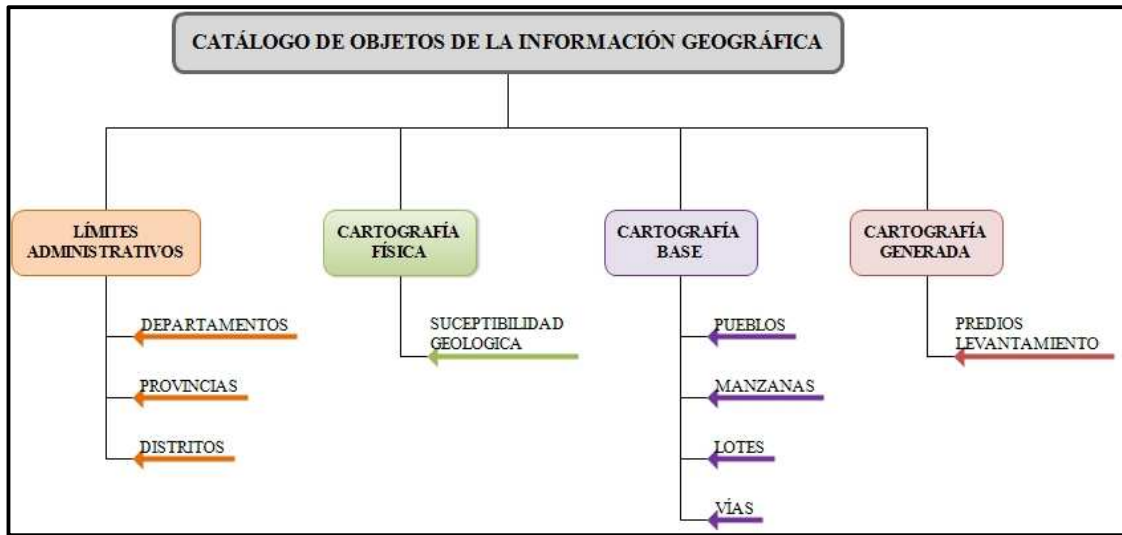 CATÁLOGO DE OBJETOS DE LA INFORMACIÓN GEOGRÁFICA
LÍMITES
ADMINISTRATIVOS
DEPARTAMENTOS
PROVINCIAS
DISTRITOS
CARTOGRAFÍA
FÍSICA
SUCEPTIBILIDAD
GEOLOGICA
CARTOGRAFÍA
BASE
PUEBLOS
MANZANAS
LOTES
VÍAS
CARTOGRAFÍA
GENERADA
PREDIOS
LEVANTAMIENTO